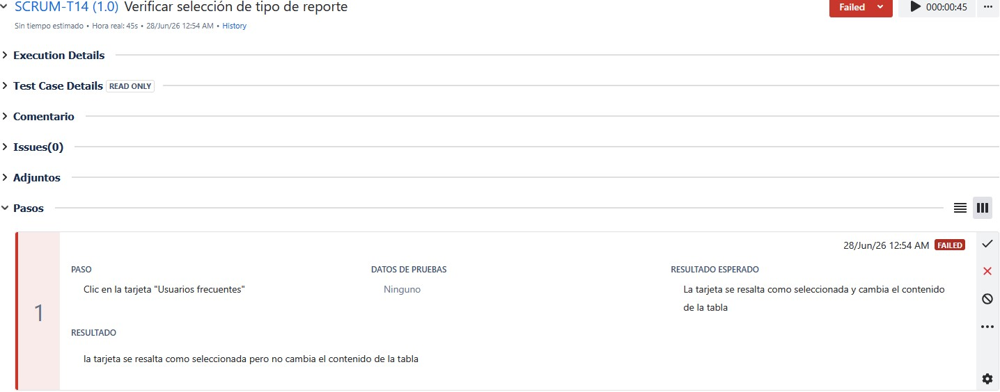 SCRUM-T14 (1.0) Verificar selección de tipo de reporte
Failed
000:00:45
Sin tiempo estimado • Hora real: 45s • 28/Jun/26 12:54 AM • History
Execution Details
Test Case Details READ ONLY
Comentario
Issues(0)
Adjuntos
Pasos
28/Jun/26 12:54 AM FAILED
1
PASO
Clic en la tarjeta "Usuarios frecuentes"
DATOS DE PRUEBAS
Ninguno
RESULTADO ESPERADO
La tarjeta se resalta como seleccionada y cambia el contenido
de la tabla
RESULTADO
la tarjeta se resalta como seleccionada pero no cambia el contenido de la tabla